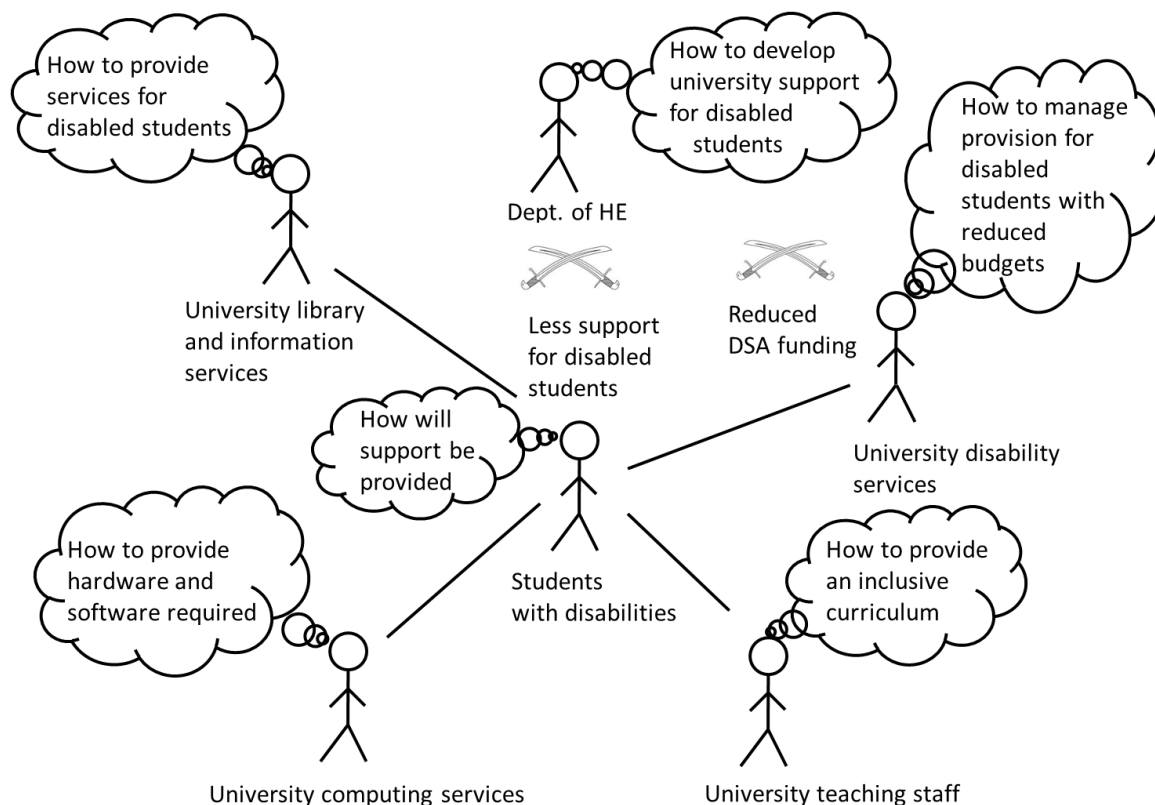 How to provide
services for
disabled students
How to develop
university support
for disabled
students
How to manage
provision for
disabled
students with
reduced
budgets
Dept. of HE
University library
and information
services
Less support
for disabled
students
Reduced
DSA funding
How will
support be
provided
University disability
services
How to provide
hardware and
software required
Students
with disabilities
How to provide
an inclusive
curriculum
University computing services
University teaching staff